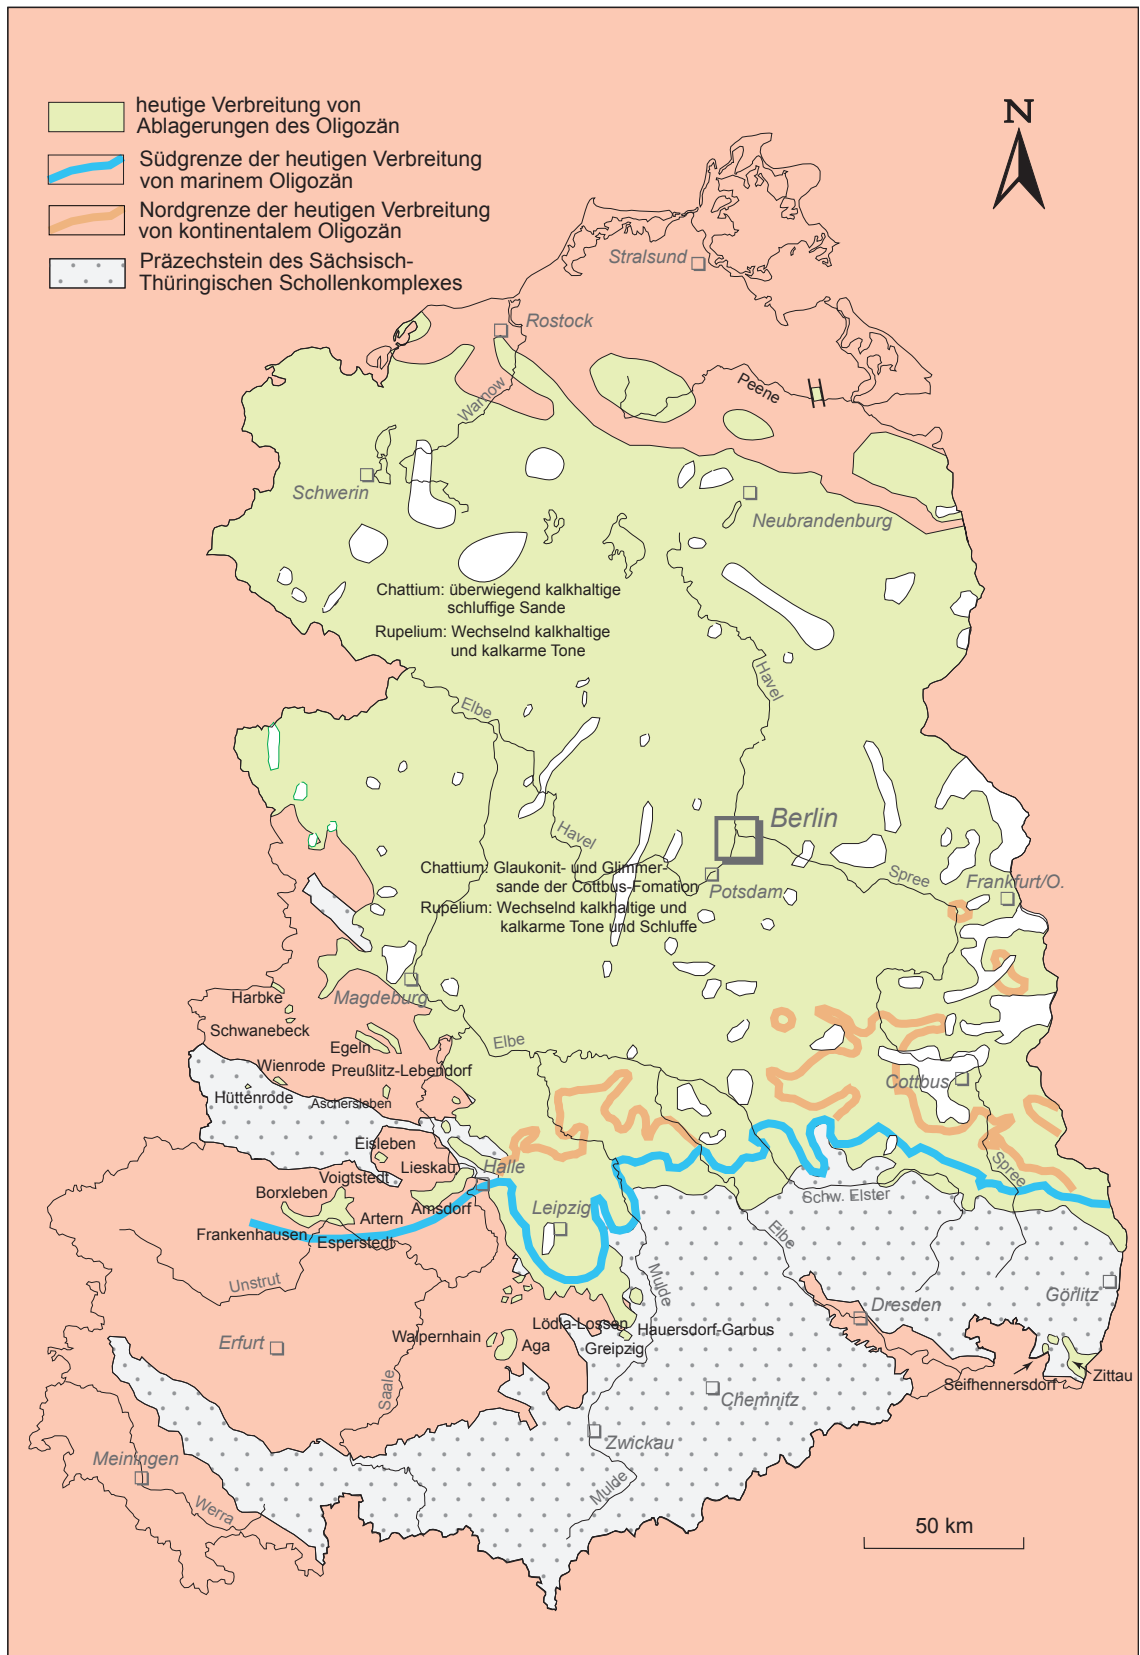 heutige Verbreitung von
Ablagerungen des Oligozän
Südgrenze der heutigen Verbreitung
von marinem Oligozän
Nordgrenze der heutigen Verbreitung
von kontinentalem Oligozän
Präzechstein des Sächsisch-
Thüringischen Schollenkomplexes
N
Stralsund
Rostock
Peene
Warnow
Schwerin
Neubrandenburg
Chattium: überwiegend kalkhaltige
schluffige Sande
Rupelium: Wechselnd kalkhaltige
und kalkarme Tone
Havel
Elbe
Berlin
Havel
Chattium: Glaukonit- und Glimmer-
sande der Cottbus-Fomation
Rupelium: Wechselnd kalkhaltige und
kalkarme Tone und Schluffe
Potsdam
Spree
Frankfurt/O.
Magdeburg
Harbke
Schwanebeck
Egeln
Elbe
Wienrode
Preußlitz-Lebendorf
Cottbus
Hüttenrode
Aschersleben
Eisleben
Lieskau
Halle
Voigtstedt
Spree
Borxleben
Amsdorf
Schw. Elster
Artern
Leipzig
Frankenhausen
Esperstedt
Elbe
Unstrut
Mulde
Görlitz
Dresden
Lödla-Lossen
Hauersdorf-Garbus
Walpernhain
Aga
Greipzig
Erfurt
Saale
Seifhennersdorf
Zittau
Chemnitz
Zwickau
Meiningen
Mulde
Werra
50 km